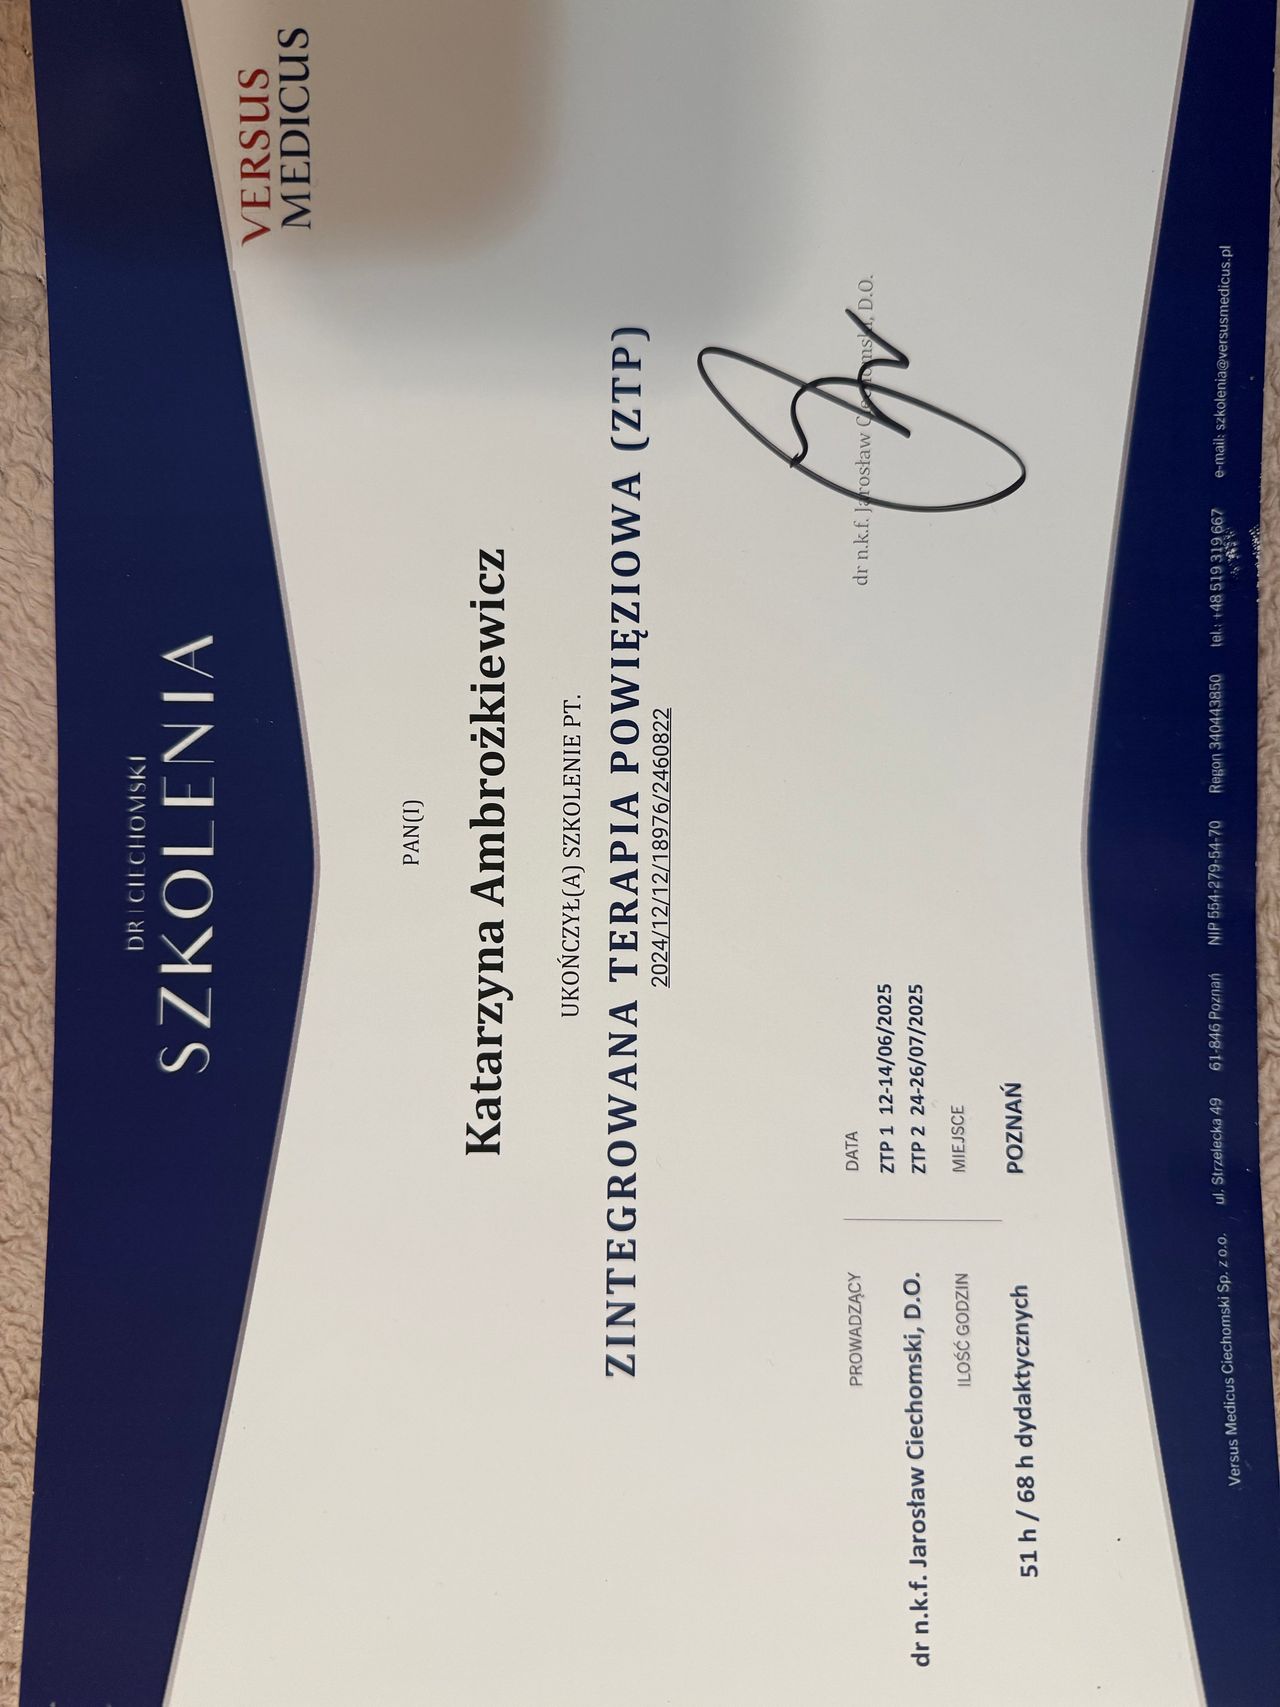 DR | CIECHOMSKI
SZKOLENIA
VERSUS
MEDICUS
PAN(I)
Katarzyna Ambrożkiewicz
UKOŃCZYŁ(A) SZKOLENIE PT.
ZINTEGROWANA TERAPIA POWIĘZIOWA (ZTP)
2024/12/12/18976/2460822
PROWADZĄCY
dr n.k.f. Jarosław Ciechomski, D.O.
ILOŚĆ GODZIN
51 h / 68 h dydaktycznych
DATA
ZTP 1 12-14/06/2025
ZTP 2 24-26/07/2025
MIEJSCE
POZNAŃ
dr n.k.f. Jarosław Ciechomski, D.O.
Versus Medicus Ciechomski Sp. z o.o. ul. Strzelecka 49 61-846 Poznań NIP 554-279-54-70 Regon 340443850 tel.: +48 519 319 667 e-mail: szkolenia@versusmedicus.pl